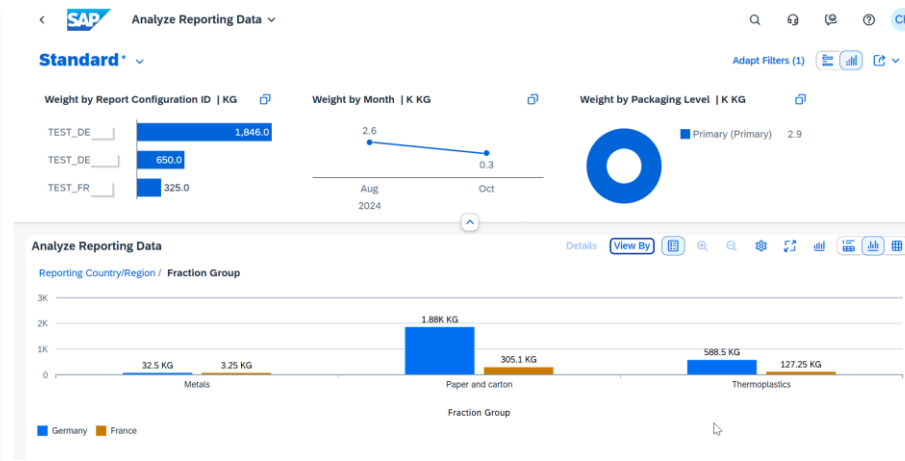 SAP Analyze Reporting Data
Standard *
Adapt Filters (1)
Weight by Report Configuration ID | KG
TEST_DE
1,846.0
TEST_DE
650.0
TEST_FR
325.0
Weight by Month | K KG
2.6
0.3
Aug
Oct
2024
Weight by Packaging Level | K KG
Primary (Primary) 2.9
Analyze Reporting Data
Details View By
Reporting Country/Region / Fraction Group
3K
2K
1K
0
32.5 KG
3.25 KG
1.88K KG
305.1 KG
588.5 KG
127.25 KG
Metals
Paper and carton
Thermoplastics
Fraction Group
Germany France